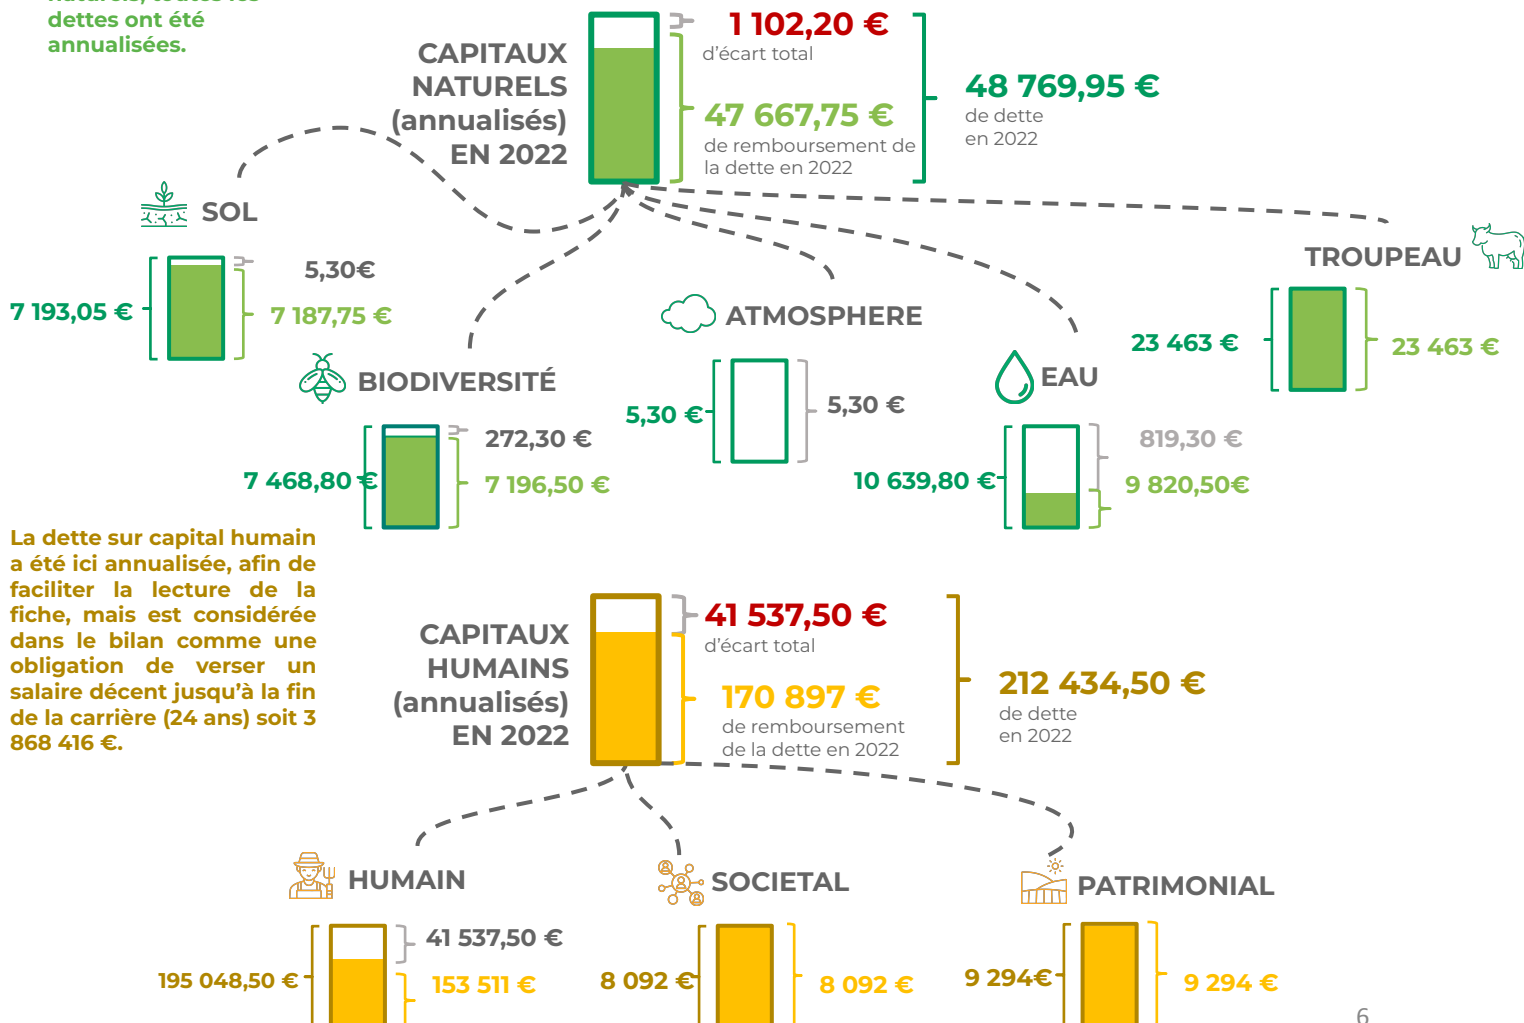 dettes ont été
annualisées.
CAPITAUX
NATURELS
(annualisés)
EN 2022
1 102,20 €
d'écart total
47 667,75 €
de remboursement de
la dette en 2022
48 769,95 €
de dette
en 2022
SOL
5,30€
7 193,05 €
7 187,75 €
BIODIVERSITÉ
272,30 €
7 468,80 €
7 196,50 €
ATMOSPHERE
5,30 €
5,30 €
EAU
819,30 €
10 639,80 €
9 820,50€
TROUPEAU
23 463 €
23 463 €
La dette sur capital humain
a été ici annualisée, afin de
faciliter la lecture de la
fiche, mais est considérée
dans le bilan comme une
obligation de verser un
salaire décent jusqu'à la fin
de la carrière (24 ans) soit 3
868 416 €.
CAPITAUX
HUMAINS
(annualisés)
EN 2022
41 537,50 €
d'écart total
170 897 €
de remboursement
de la dette en 2022
212 434,50 €
de dette
en 2022
HUMAIN
41 537,50 €
195 048,50 €
153 511 €
SOCIETAL
8 092 €
8 092 €
PATRIMONIAL
9 294€
9 294 €
6